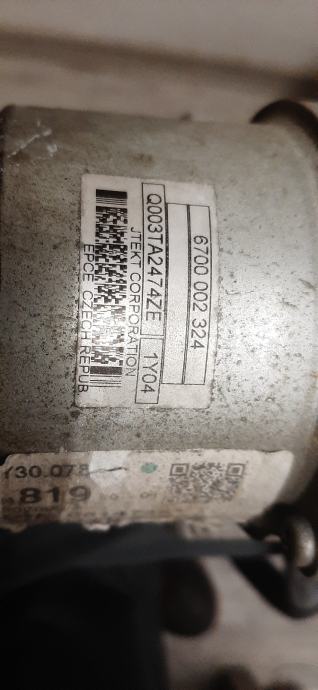 6700 002 324
Q003TA2474ZE 1Y04
JTEKT CORPORATION
EPCE CZECH REPUB
819